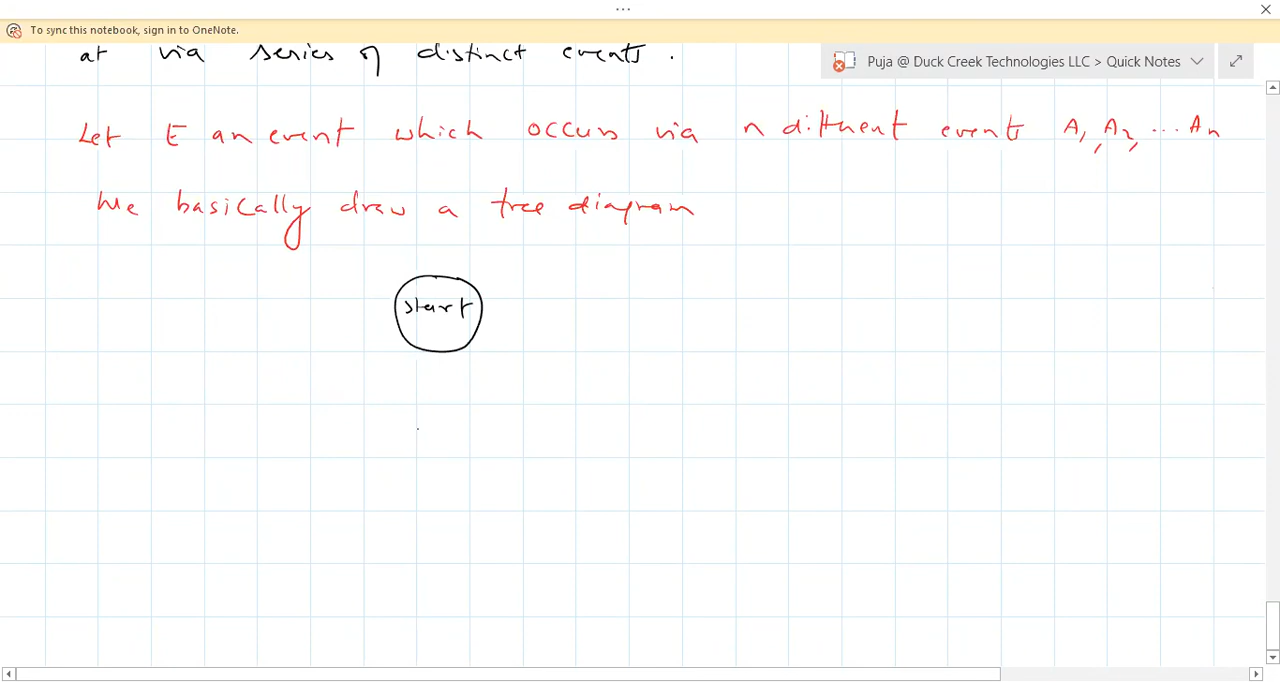 ...
To sync this notebook, sign in to OneNote.
at via series of distinct events.
Puja @ Duck Creek Technologies LLC > Quick Notes
Let E an event which occurs via n different events A1, A2, ... An
We basically draw a tree diagram
start